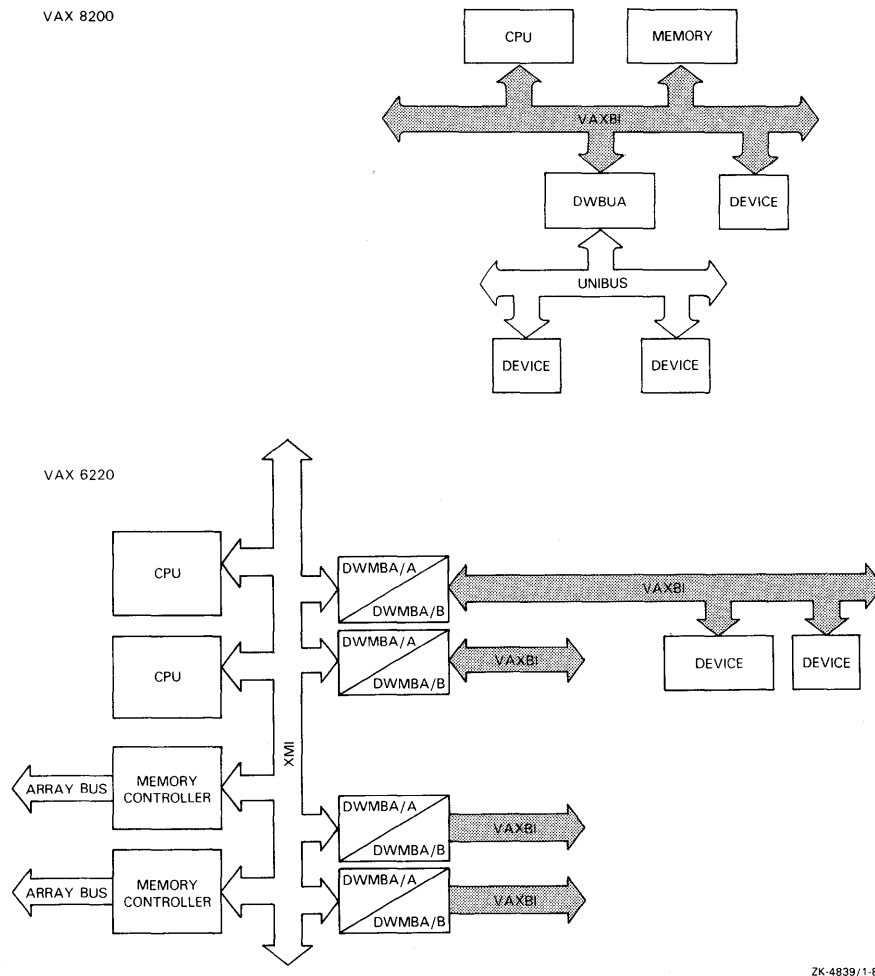 VAX 8200
CPU
MEMORY
VAXBI
DWBUA
DEVICE
UNIBUS
DEVICE
DEVICE
VAX 6220
CPU
DWMBA/A
DWMBA/B
VAXBI
CPU
DWMBA/A
DWMBA/B
VAXBI
DEVICE
DEVICE
XMI
ARRAY BUS
MEMORY
CONTROLLER
DWMBA/A
DWMBA/B
VAXBI
ARRAY BUS
MEMORY
CONTROLLER
DWMBA/A
DWMBA/B
VAXBI